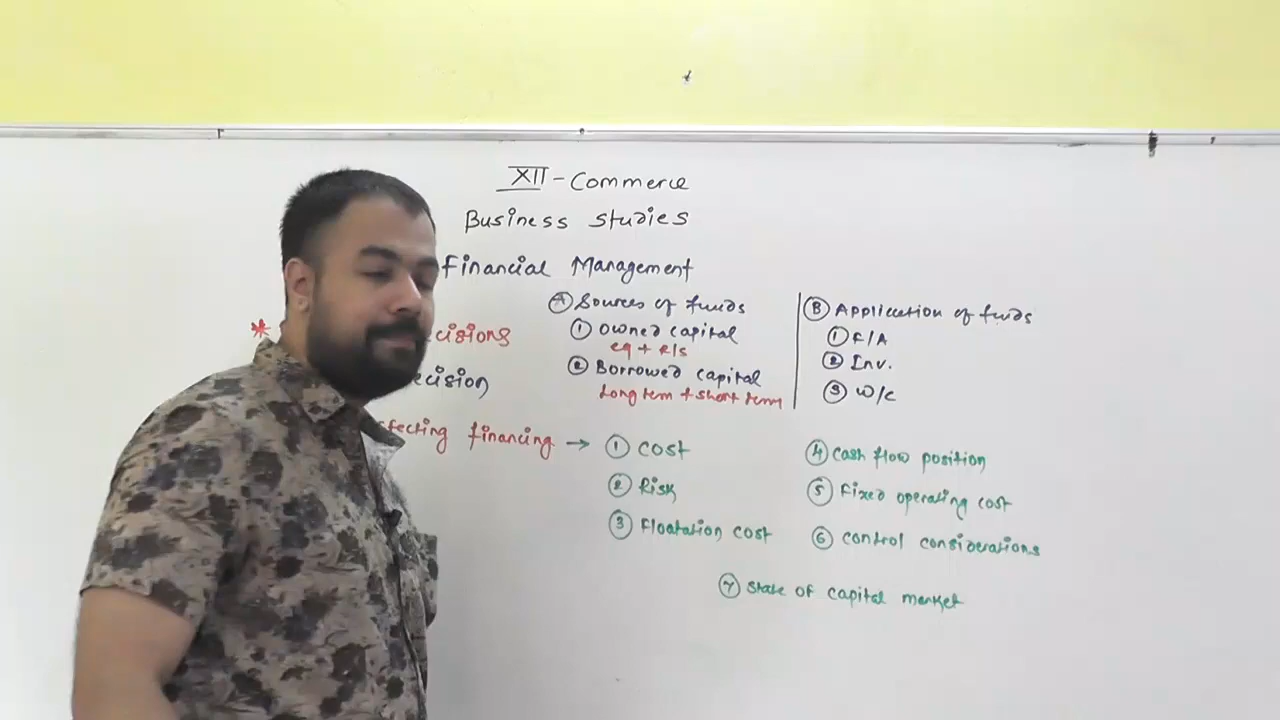 XII - Commerce
Business Studies
Financial Management
Ⓐ Sources of funds
① Owned capital
eq + R/S
② Borrowed capital
Long term + short term
Ⓑ Application of funds
① F/A
② Inv.
③ W/C
* cisions
ecision
ffecting financing → ① Cost
② Risk
③ Floatation cost
④ Cash flow position
⑤ Fixed operating cost
⑥ Control considerations
⑦ State of capital market